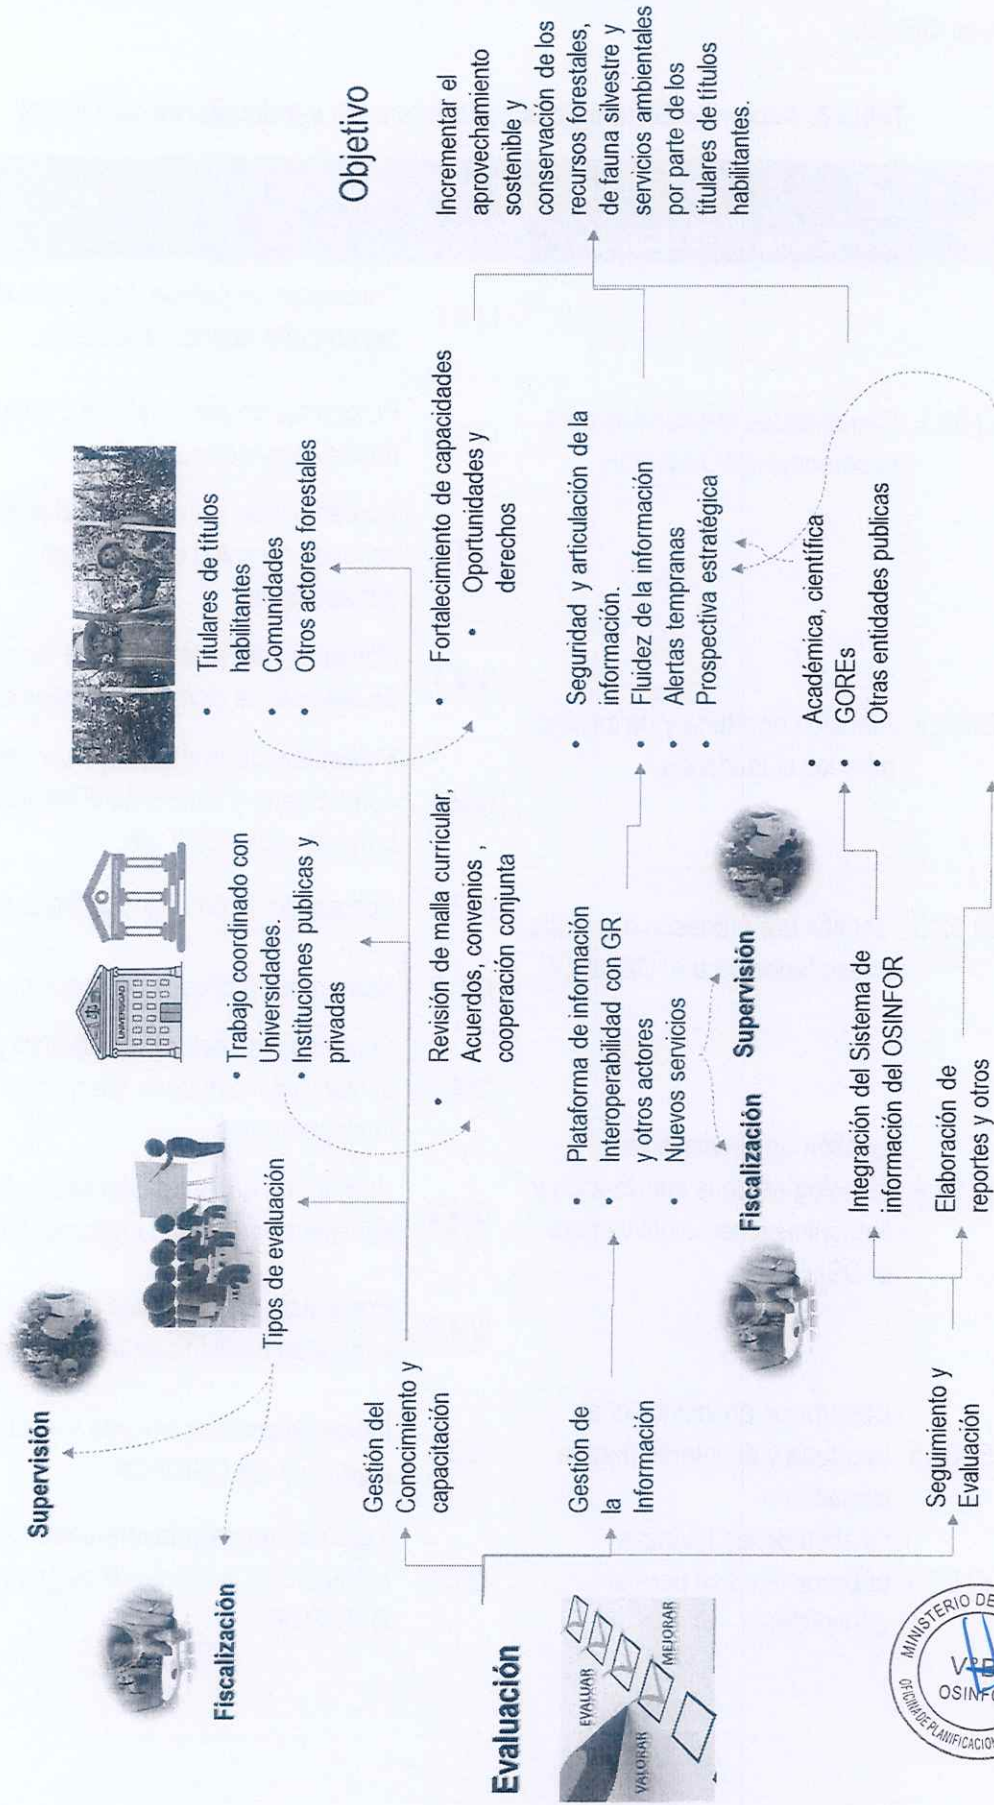 Supervisión
Fiscalización
Tipos de evaluación
UNIVERSIDAD
• Trabajo coordinado con
Universidades.
• Instituciones publicas y
privadas
• Titulares de títulos
habilitantes
• Comunidades
• Otros actores forestales
Gestión del
Conocimiento y
capacitación
• Revisión de malla curricular,
• Acuerdos, convenios ,
cooperación conjunta
• Fortalecimiento de capacidades
• Oportunidades y
derechos
Objetivo
Incrementar el
aprovechamiento
sostenible y
conservación de los
recursos forestales,
de fauna silvestre y
servicios ambientales
por parte de los
titulares de títulos
habilitantes.
Evaluación
EVALUAR
VALORAR
MEJORAR
Gestión de
la
Información
• Plataforma de información
• Interoperabilidad con GR
y otros actores
• Nuevos servicios
• Seguridad y articulación de la
información.
• Fluidez de la información
• Alertas tempranas
• Prospectiva estratégica
Fiscalización
Supervisión
Seguimiento y
Evaluación
Integración del Sistema de
información del OSINFOR
Elaboración de
reportes y otros
• Académica, científica
• GOREs
• Otras entidades publicas
MINISTERIO DE
OFICINA DE PLANIFICACION